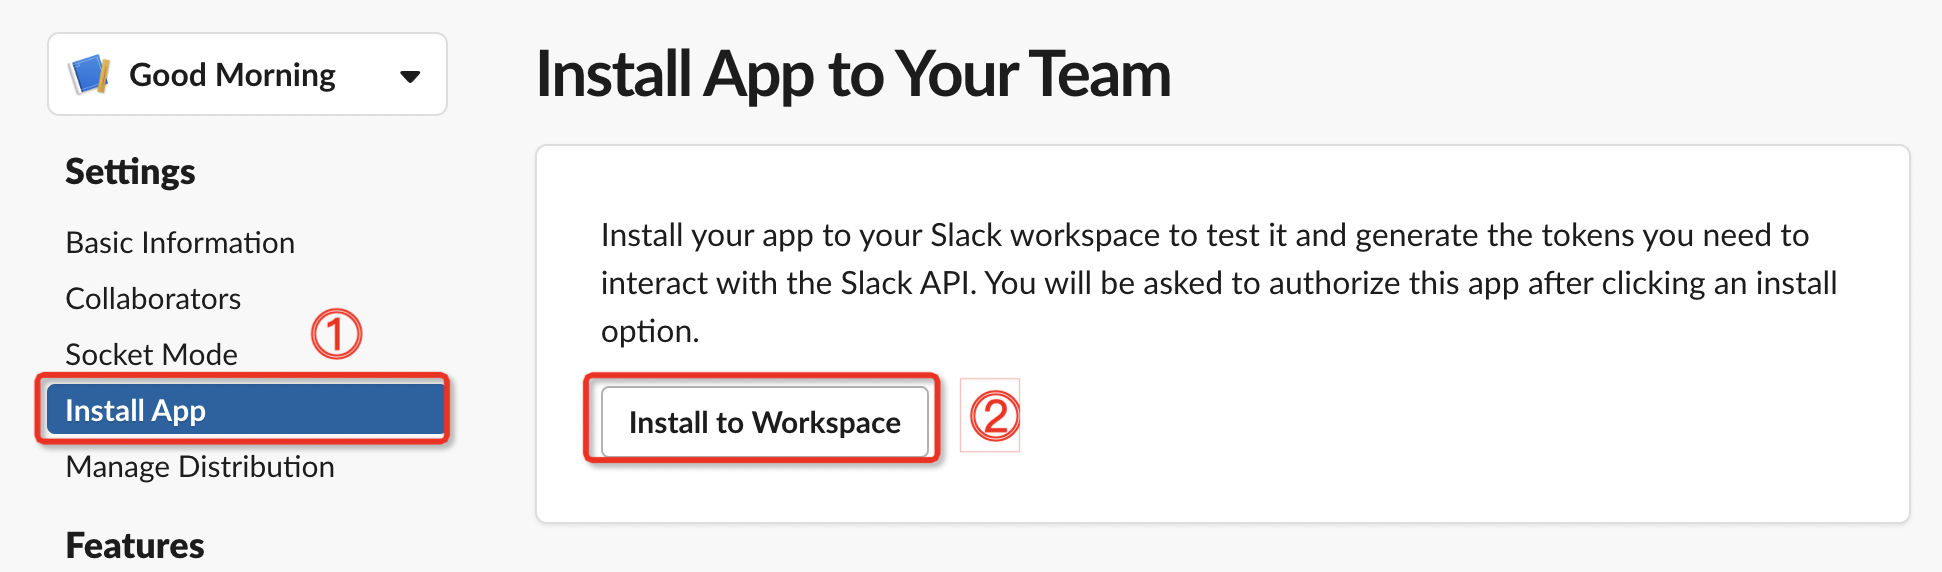 Good Morning
Settings
Basic Information
Collaborators
Socket Mode
①
Install App
Manage Distribution
Features
Install App to Your Team
Install your app to your Slack workspace to test it and generate the tokens you need to
interact with the Slack API. You will be asked to authorize this app after clicking an install
option.
Install to Workspace
②